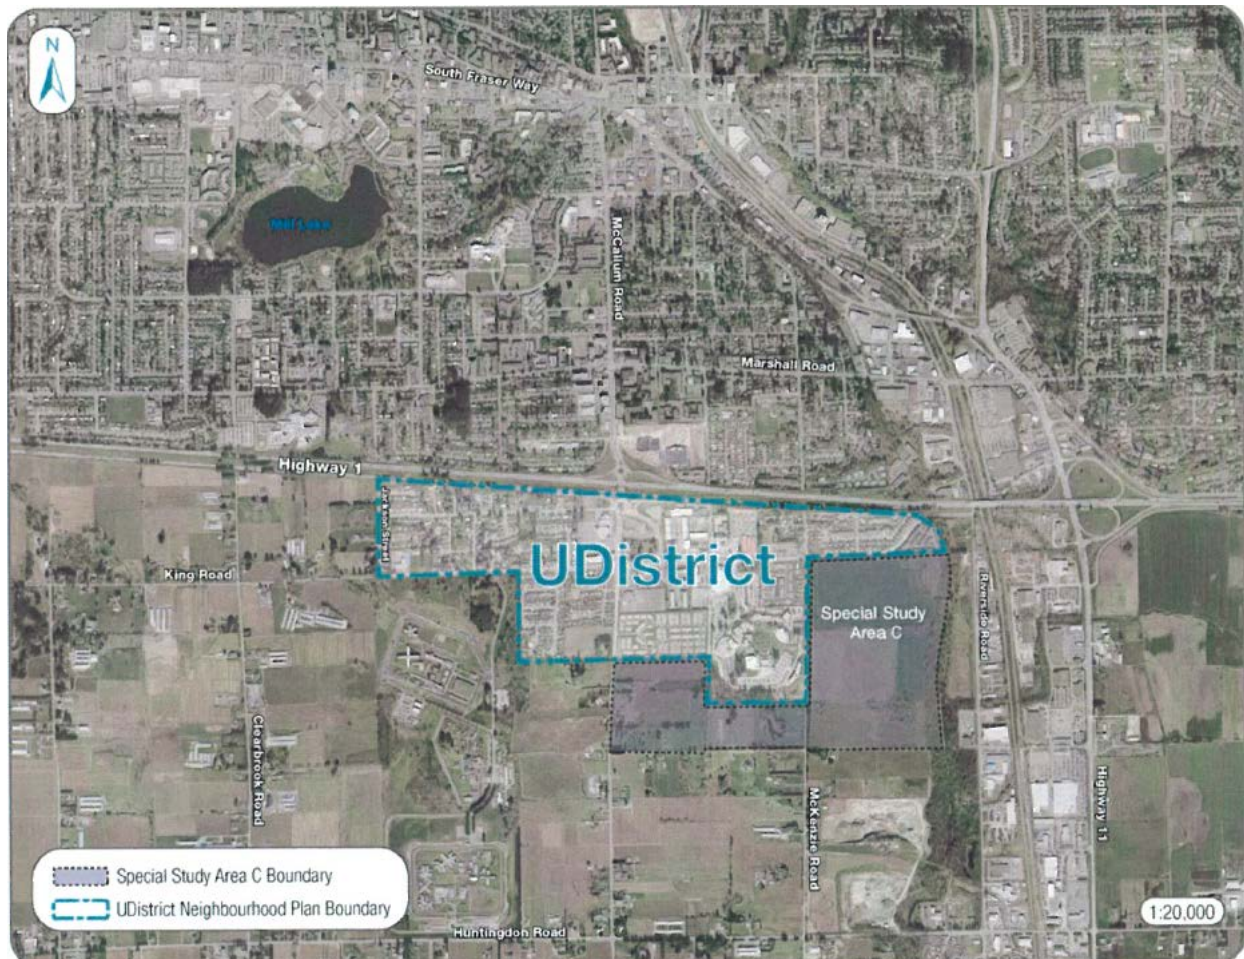 N
South Fraser Way
Mill Lake
McCallum Road
Marshall Road
Highway 1
Jackson Street
UDistrict
King Road
Special Study
Area C
Riverside Road
Clearbrook Road
McKenzie Road
Highway 11
Special Study Area C Boundary
UDistrict Neighbourhood Plan Boundary
1:20,000
Huntingdon Road